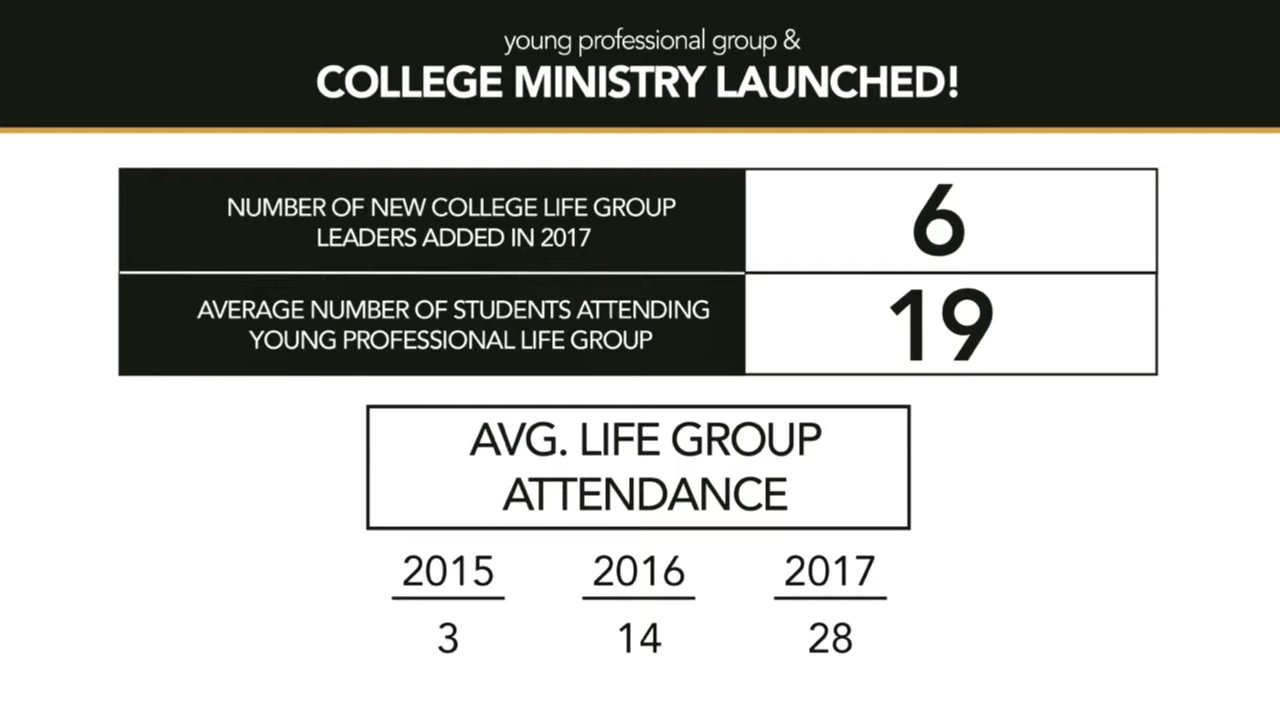 young professional group &
COLLEGE MINISTRY LAUNCHED!
NUMBER OF NEW COLLEGE LIFE GROUP
LEADERS ADDED IN 2017
6
AVERAGE NUMBER OF STUDENTS ATTENDING
YOUNG PROFESSIONAL LIFE GROUP
19
AVG. LIFE GROUP
ATTENDANCE
2015 2016 2017
3 14 28